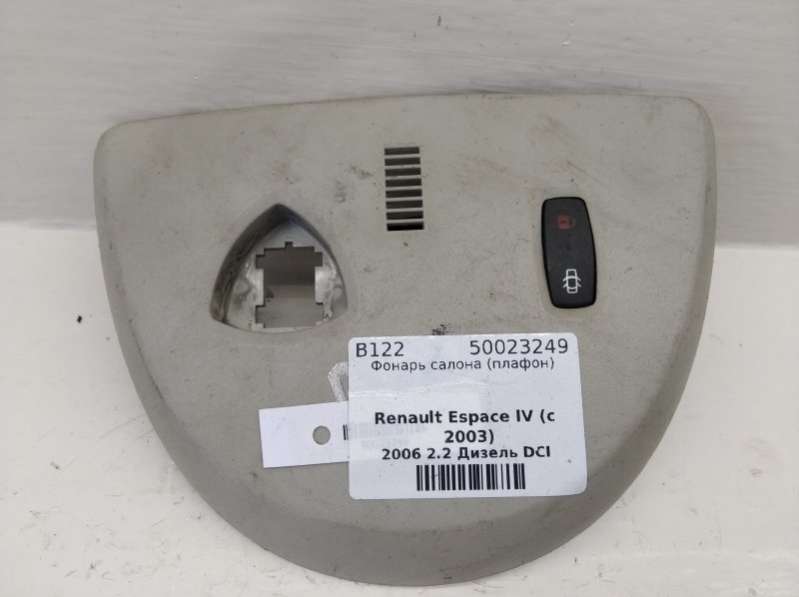 B122 50023249
Фонарь салона (плафон)
Renault Espace IV (с
2003)
2006 2.2 Дизель DCI